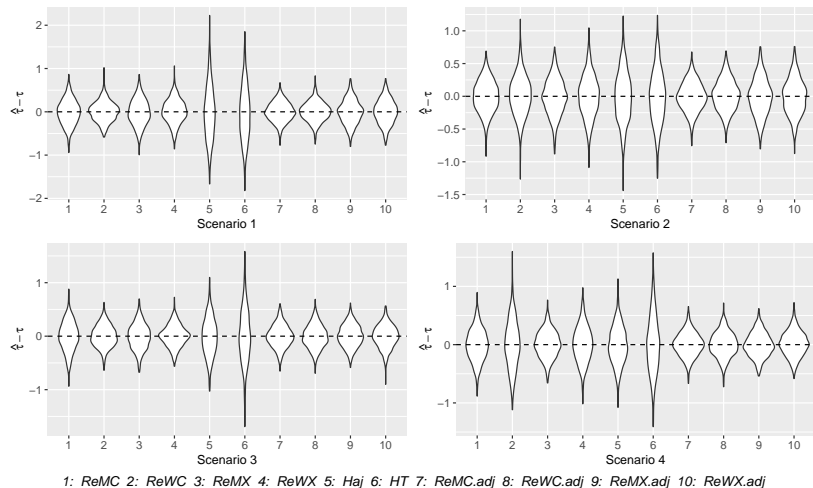 2
1
0
−1
−2
τ̂ − τ
1 2 3 4 5 6 7 8 9 10
Scenario 1
1.0
0.5
0.0
−0.5
−1.0
−1.5
τ̂ − τ
1 2 3 4 5 6 7 8 9 10
Scenario 2
1
0
−1
τ̂ − τ
1 2 3 4 5 6 7 8 9 10
Scenario 3
1
0
−1
τ̂ − τ
1 2 3 4 5 6 7 8 9 10
Scenario 4
1: ReMC 2: ReWC 3: ReMX 4: ReWX 5: Haj 6: HT 7: ReMC.adj 8: ReWC.adj 9: ReMX.adj 10: ReWX.adj